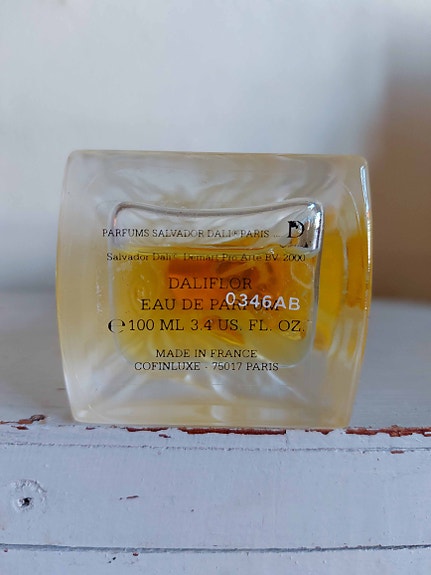 PARFUMS SALVADOR DALI® PARIS ... D
Salvador Dali® Demart Pro Arte BV. 2000
DALIFLOR
EAU DE PARFUM
0346AB
℮ 100 ML 3.4 US. FL. OZ.
MADE IN FRANCE
COFINLUXE - 75017 PARIS